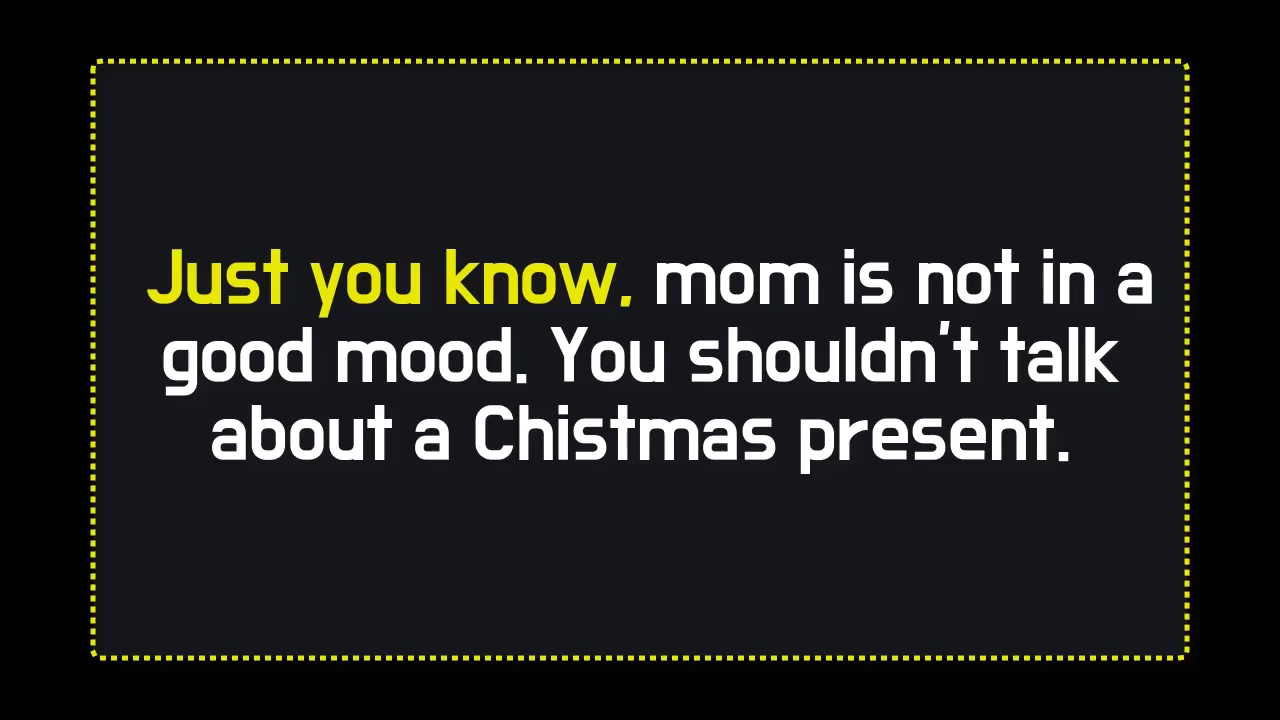 Just you know, mom is not in a
good mood. You shouldn't talk
about a Chistmas present.